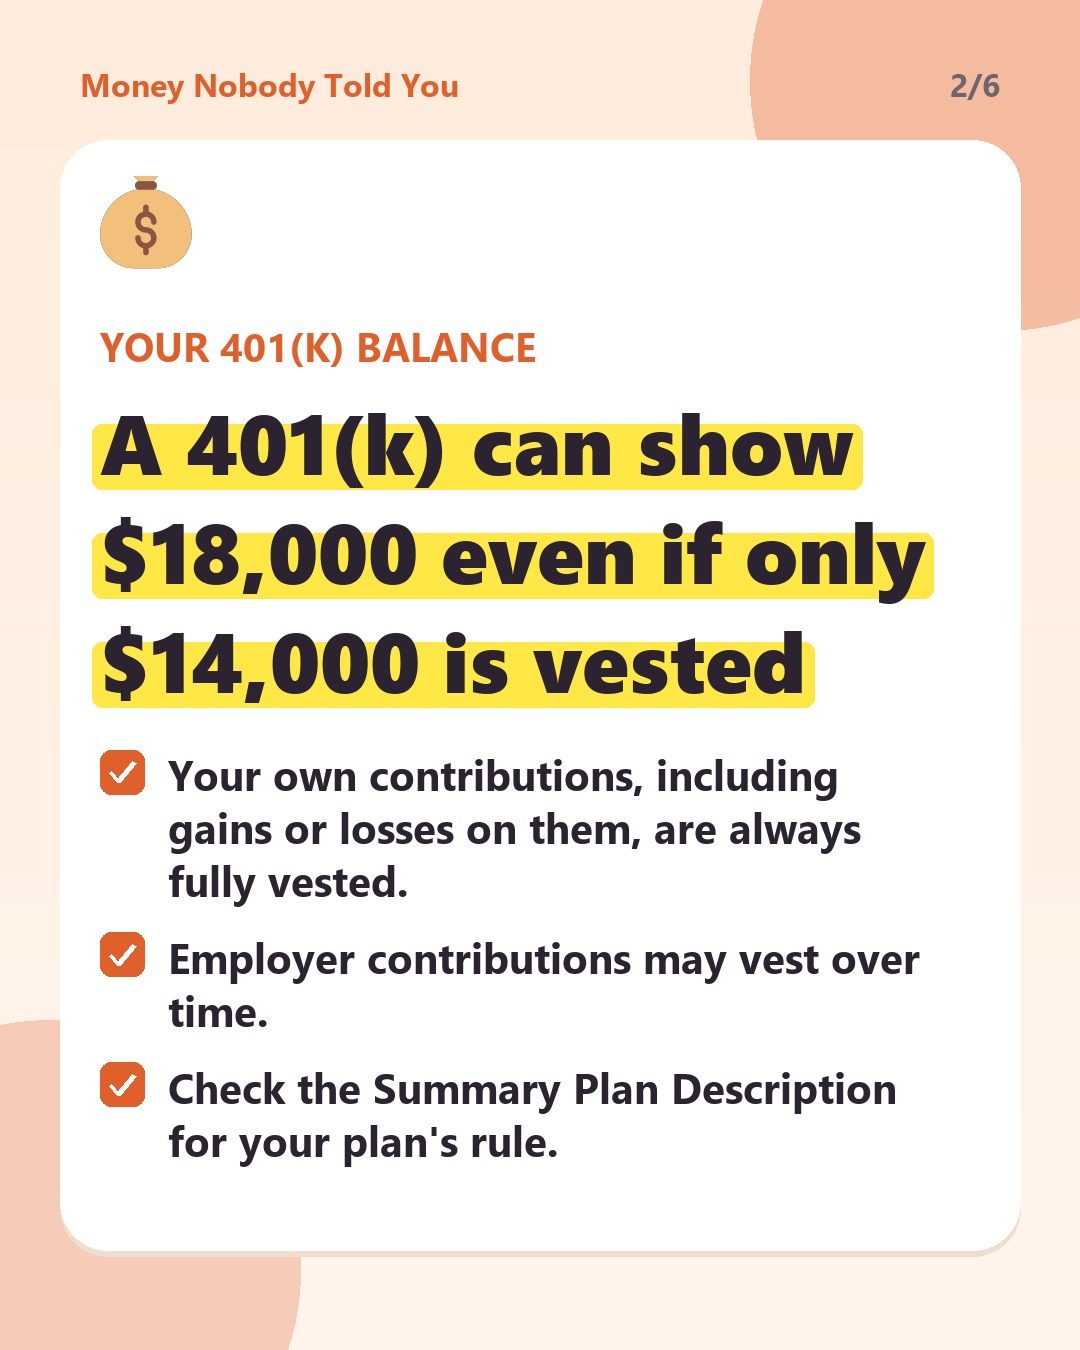 Money Nobody Told You
2/6
$
YOUR 401(K) BALANCE
A 401(k) can show
$18,000 even if only
$14,000 is vested
Your own contributions, including
gains or losses on them, are always
fully vested.
Employer contributions may vest over
time.
Check the Summary Plan Description
for your plan's rule.